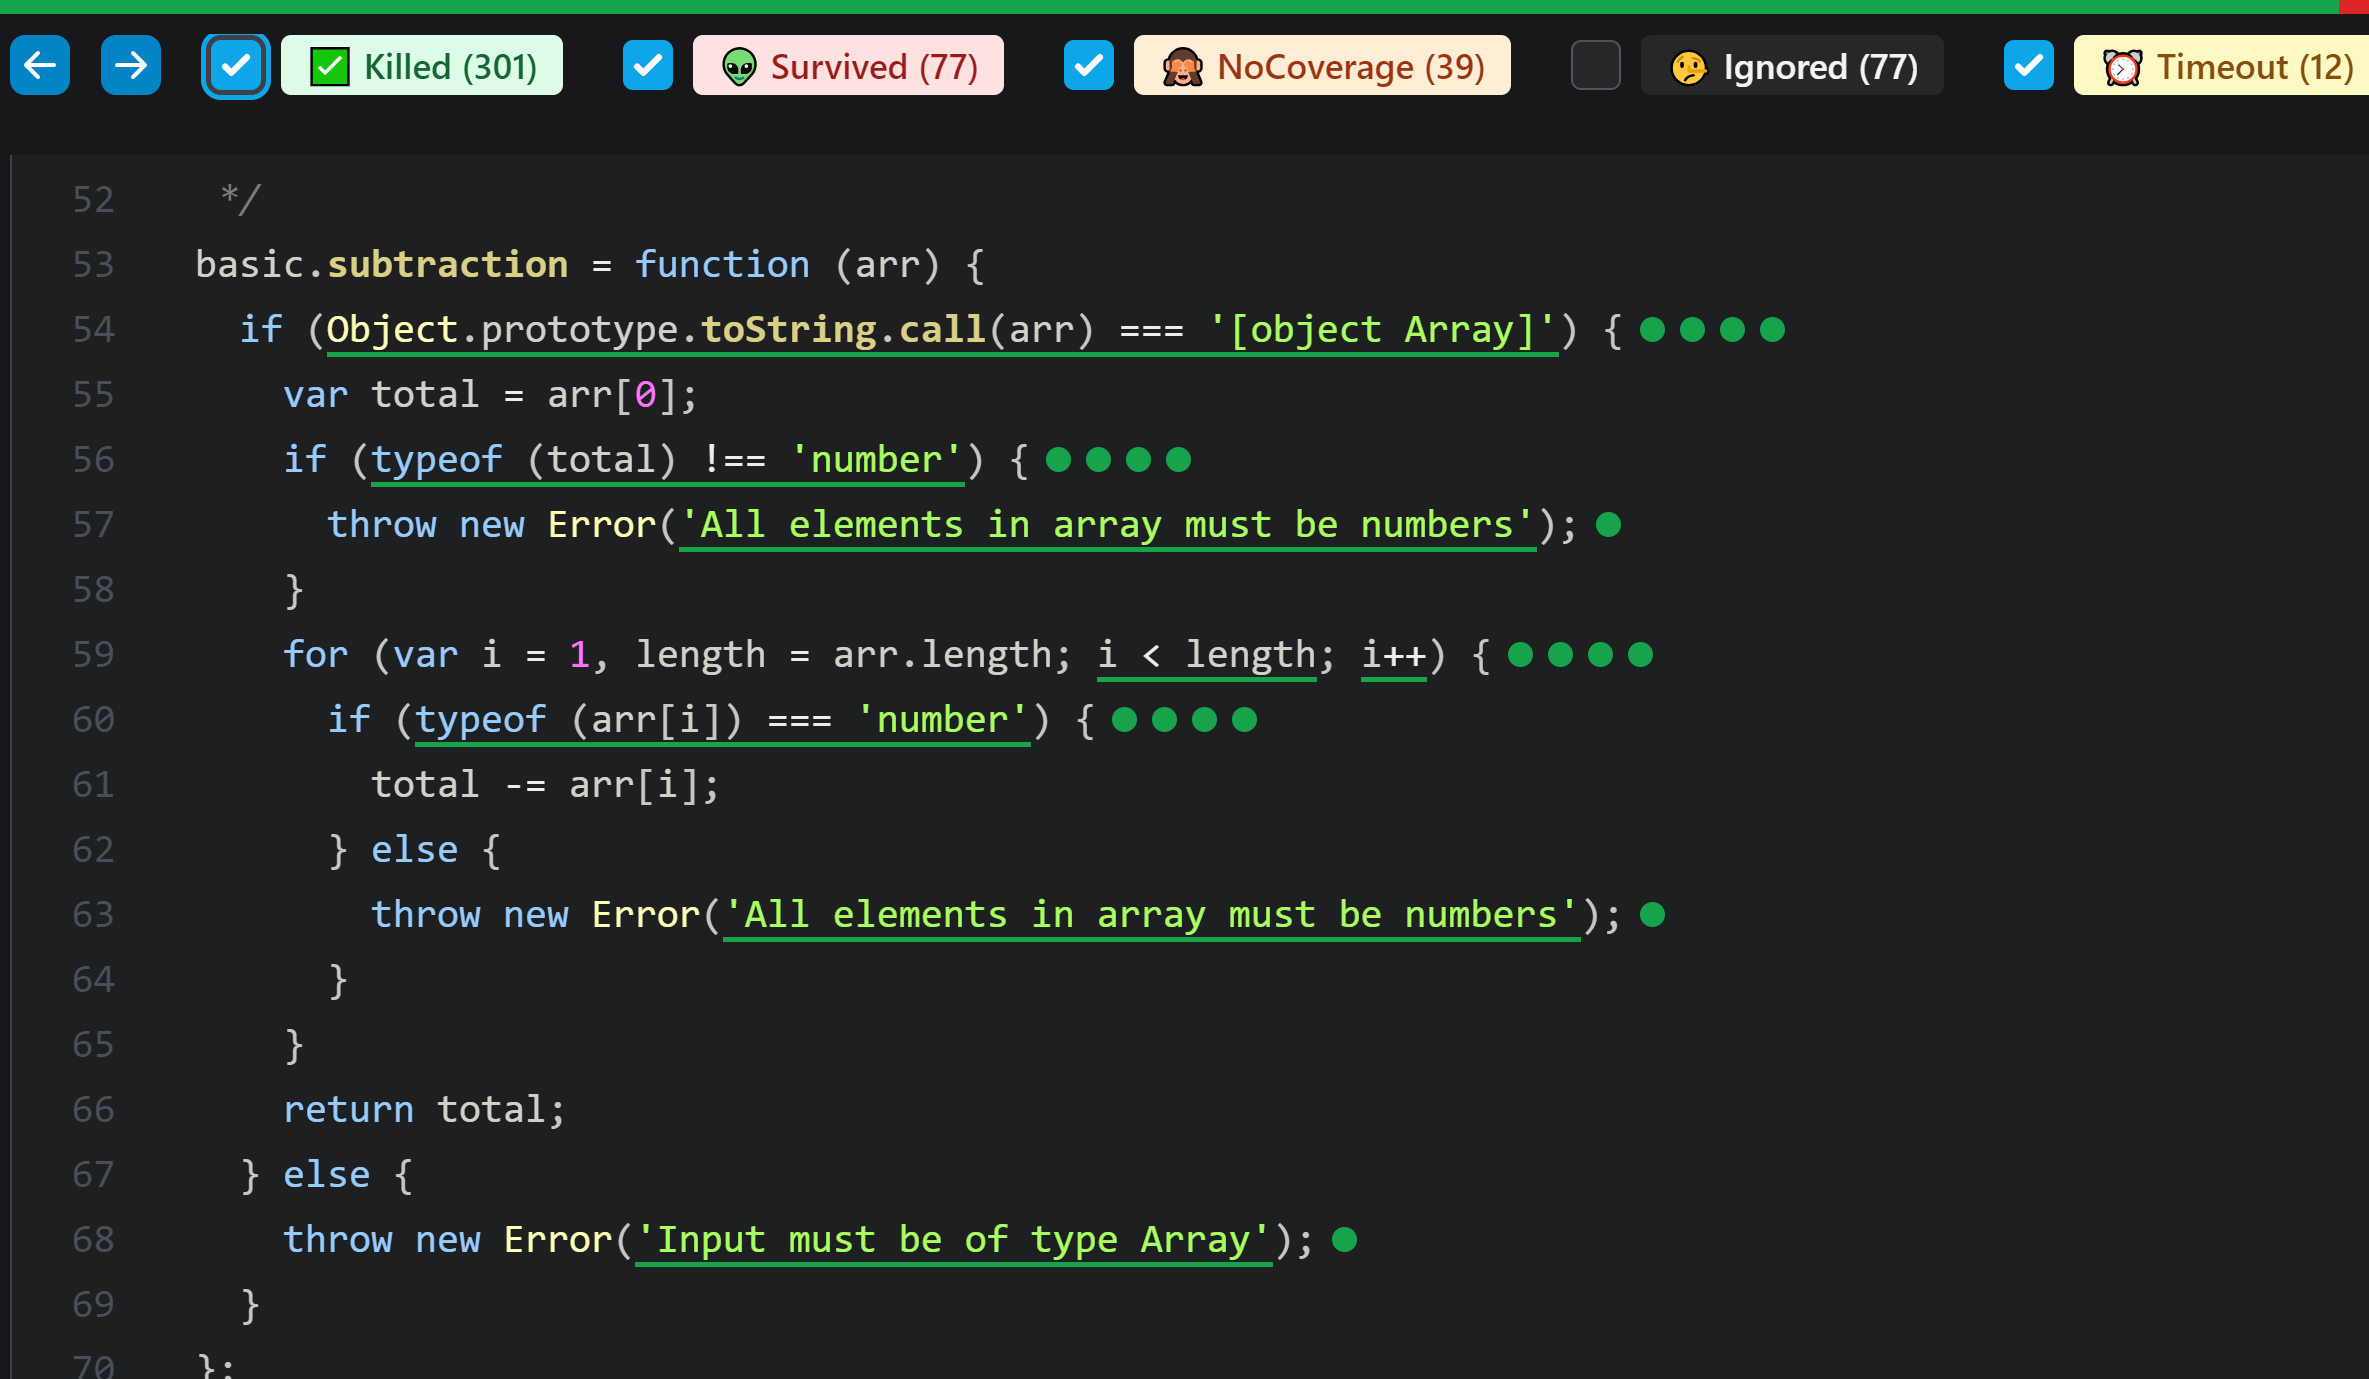 Killed (301) Survived (77) NoCoverage (39) Ignored (77) Timeout (12)
52 */
53 basic.subtraction = function (arr) {
54 if (Object.prototype.toString.call(arr) === '[object Array]') {
55 var total = arr[0];
56 if (typeof (total) !== 'number') {
57 throw new Error('All elements in array must be numbers');
58 }
59 for (var i = 1, length = arr.length; i < length; i++) {
60 if (typeof (arr[i]) === 'number') {
61 total -= arr[i];
62 } else {
63 throw new Error('All elements in array must be numbers');
64 }
65 }
66 return total;
67 } else {
68 throw new Error('Input must be of type Array');
69 }
70 };